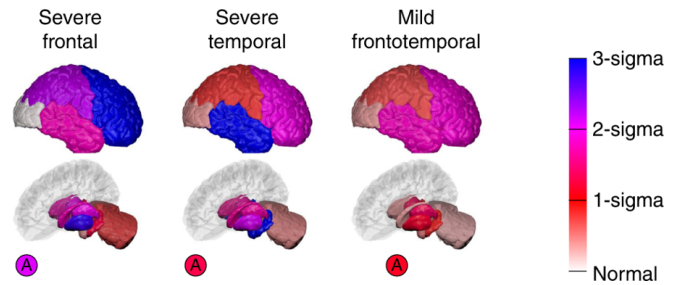 Severe
frontal
Severe
temporal
Mild
frontotemporal
3-sigma
2-sigma
1-sigma
Normal
A
A
A